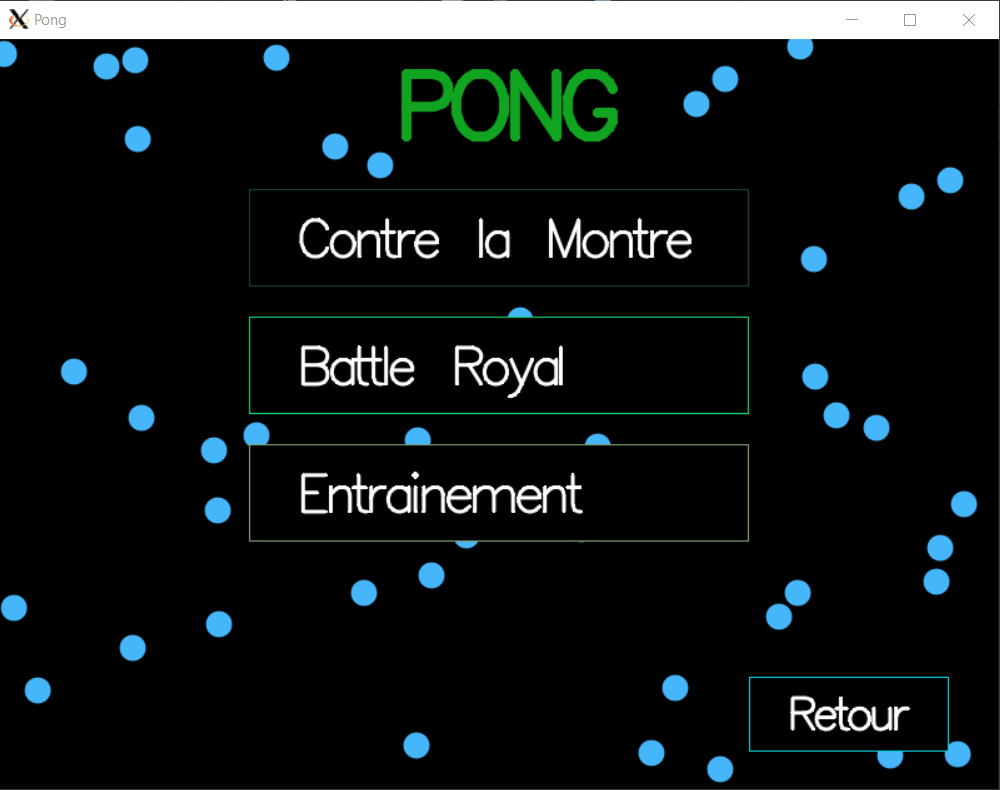 Pong
PONG
Contre la Montre
Battle Royal
Entrainement
Retour